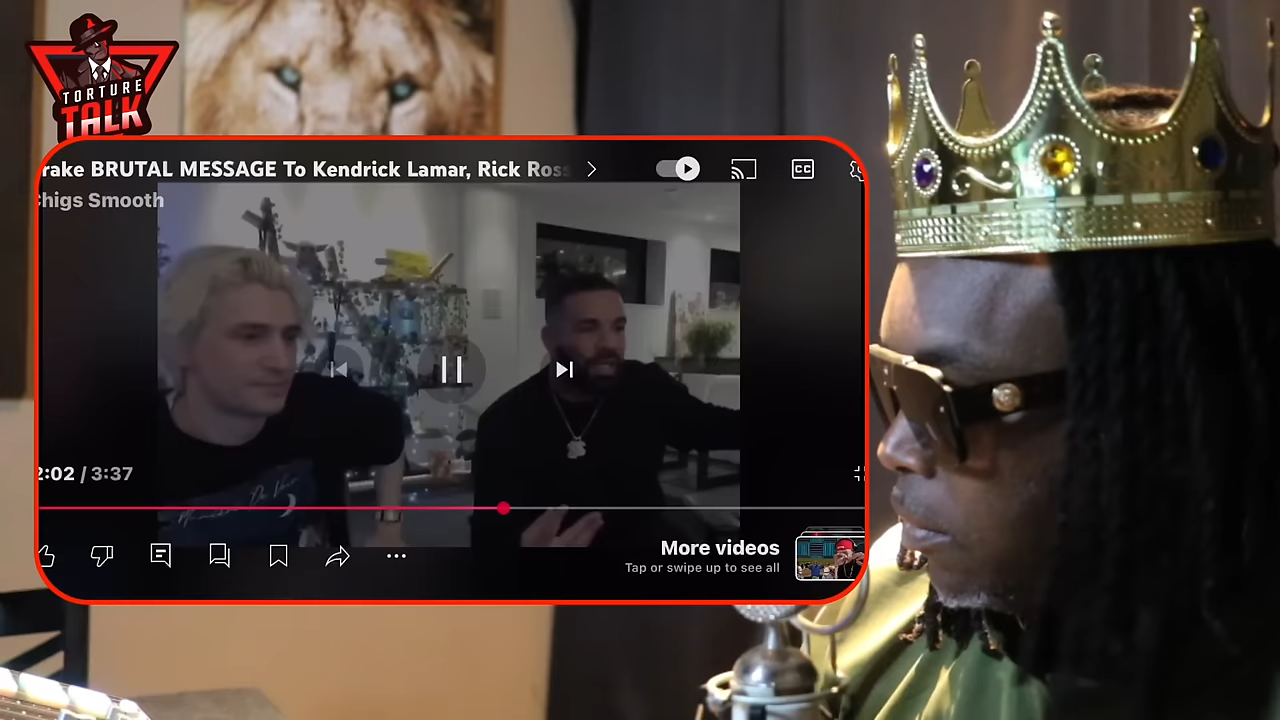 TORTURE
TALK
rake BRUTAL MESSAGE To Kendrick Lamar, Rick Ross
CC
higs Smooth
2:02 / 3:37
More videos
Tap or swipe up to see all